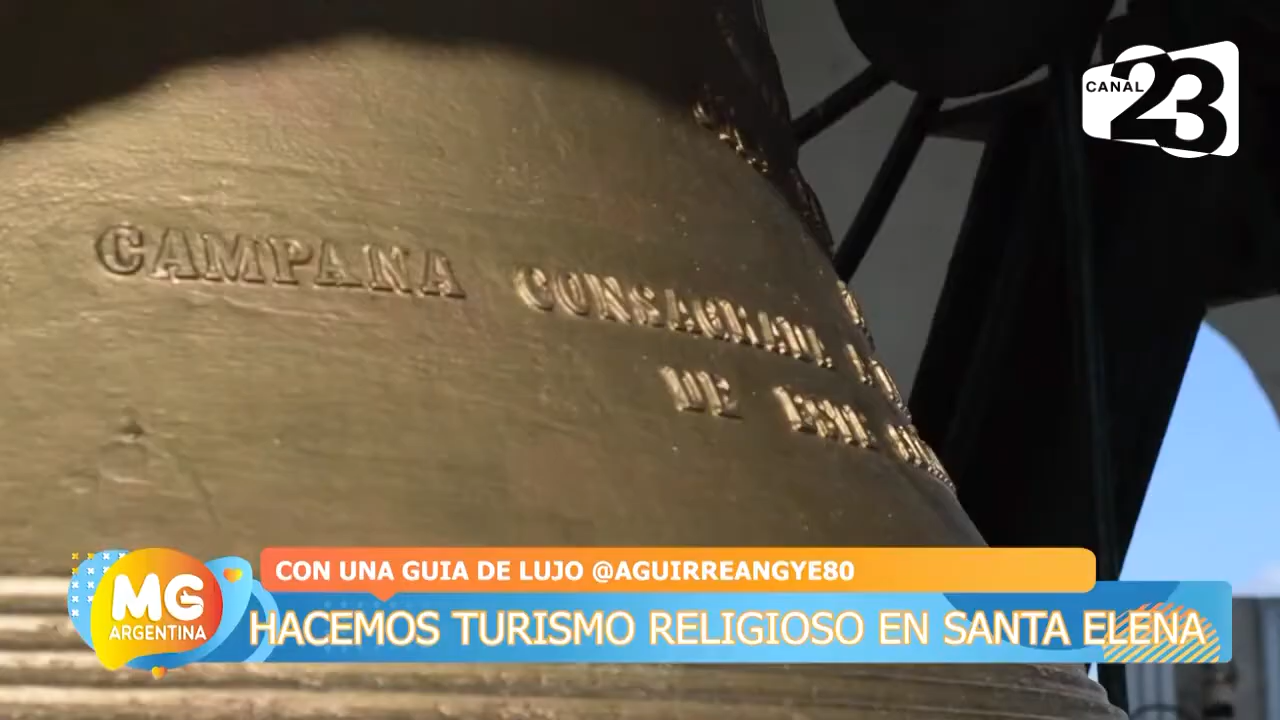 CANAL 23
CAMPANA CONSAGRADA
DE
MG
ARGENTINA
CON UNA GUIA DE LUJO @AGUIRREANGYE80
HACEMOS TURISMO RELIGIOSO EN SANTA ELENA